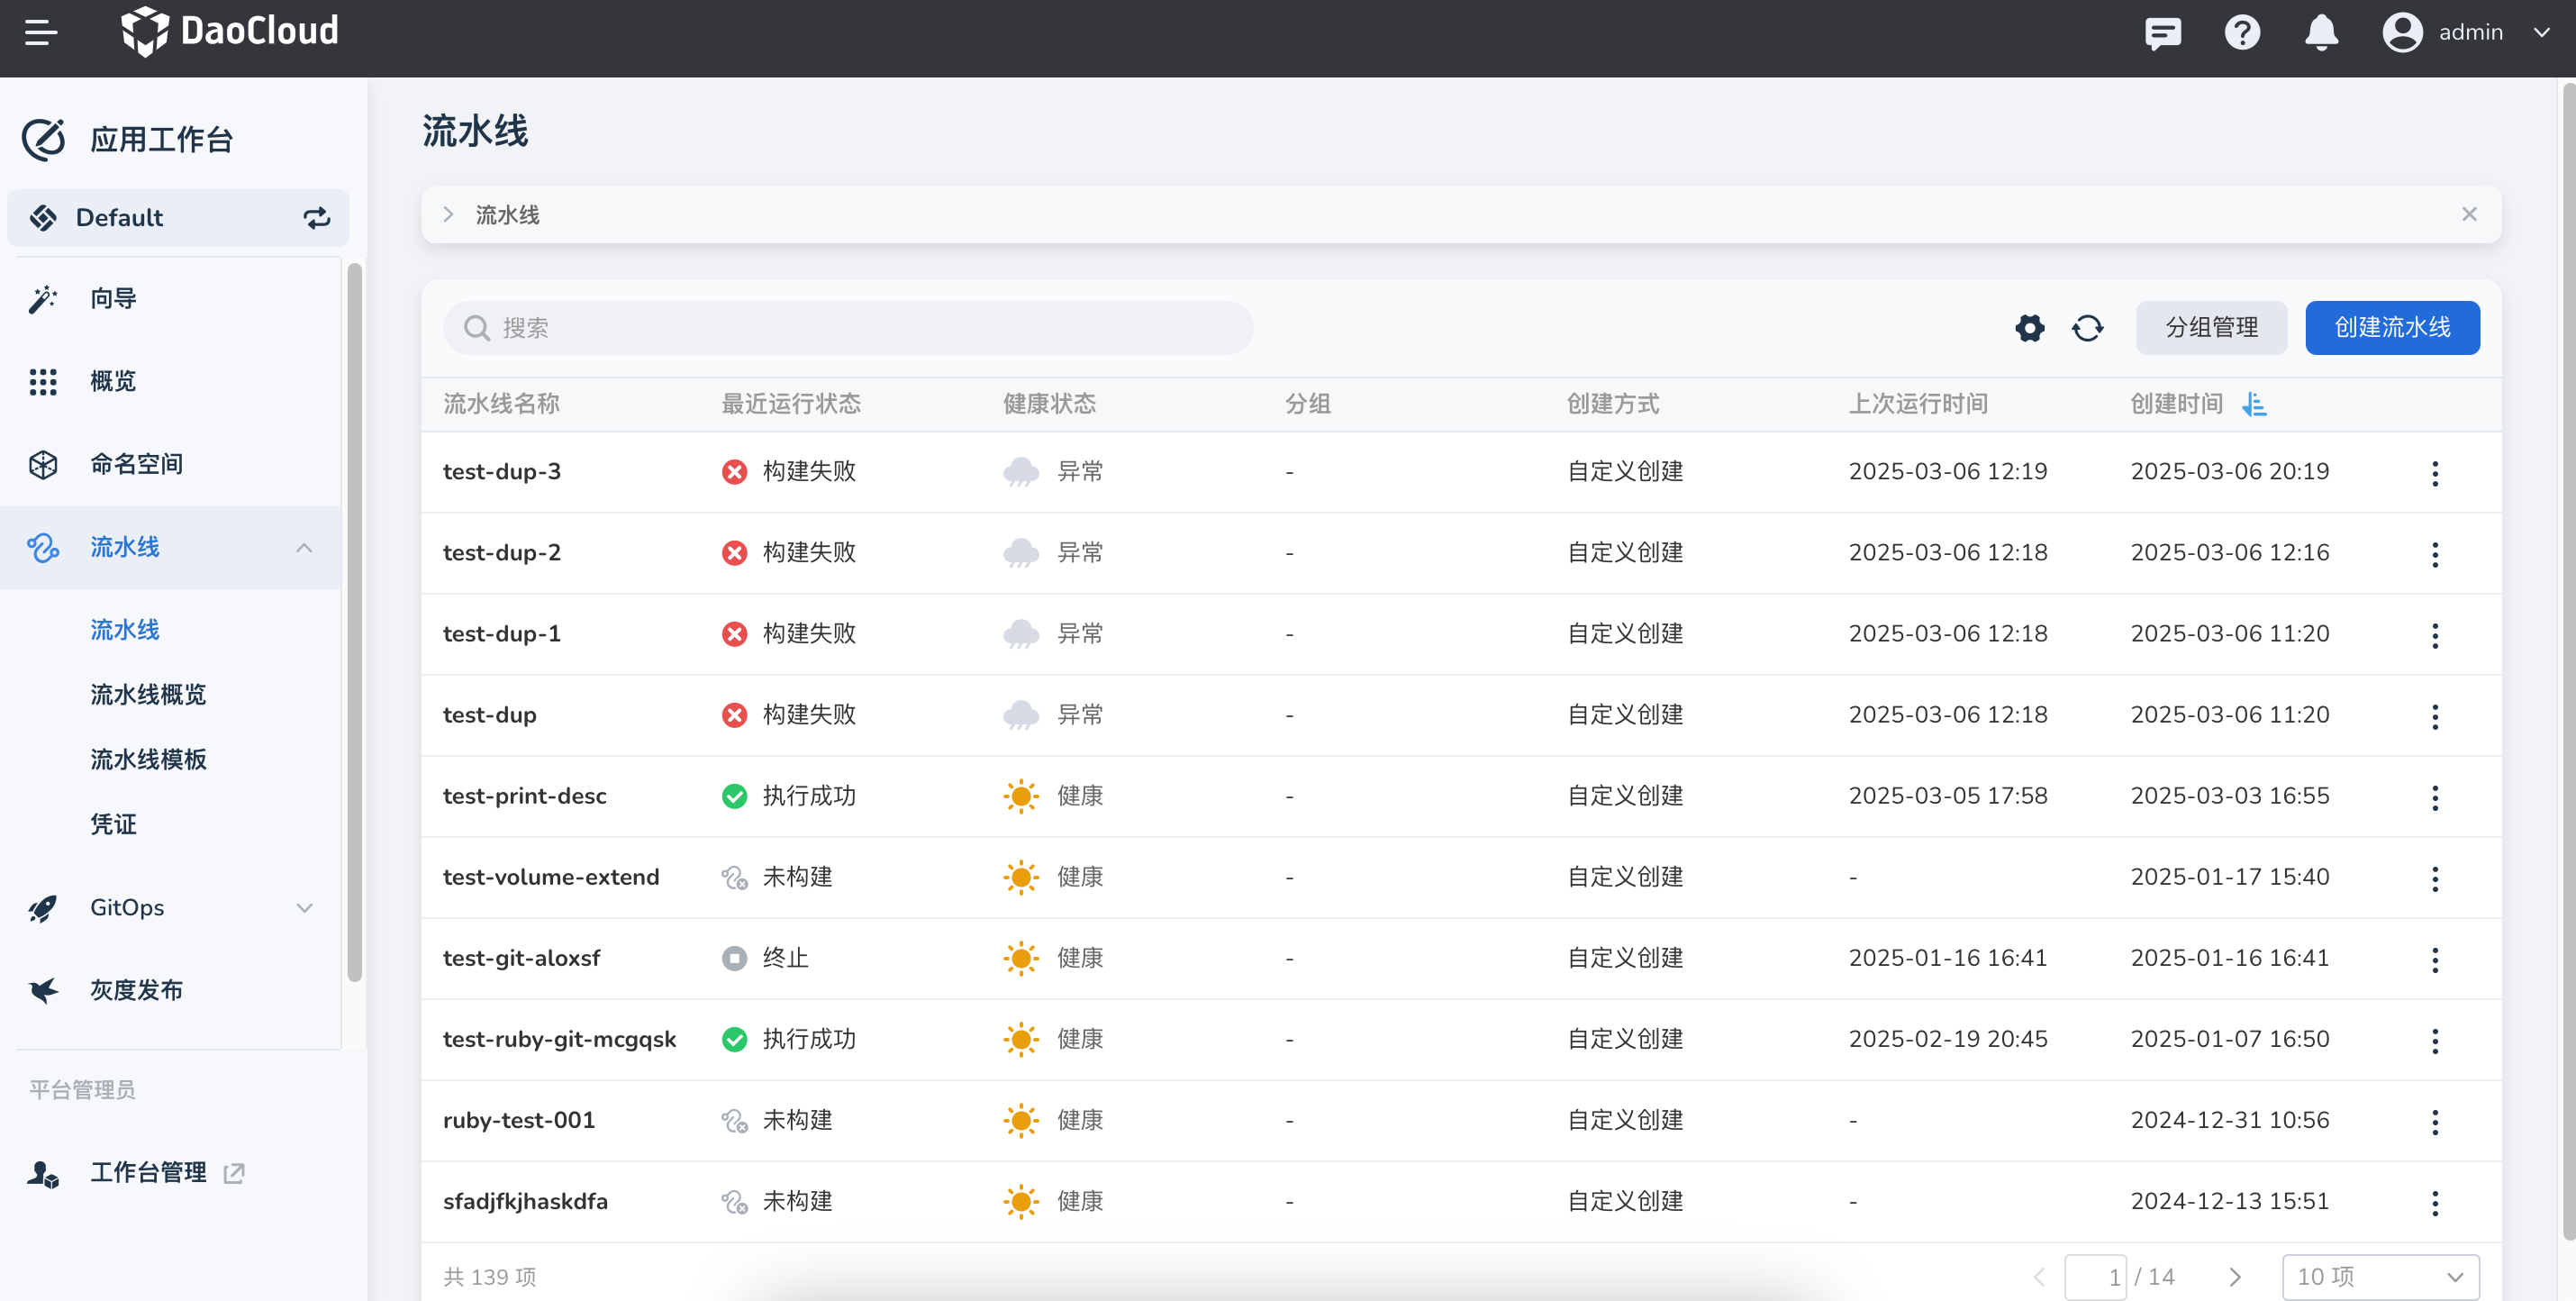 DaoCloud
admin
应用工作台
Default
向导
概览
命名空间
流水线
流水线
流水线概览
流水线模板
凭证
GitOps
灰度发布
平台管理员
工作台管理
流水线
流水线
搜索
分组管理 创建流水线
流水线名称 最近运行状态 健康状态 分组 创建方式 上次运行时间 创建时间
test-dup-3 构建失败 异常 - 自定义创建 2025-03-06 12:19 2025-03-06 20:19
test-dup-2 构建失败 异常 - 自定义创建 2025-03-06 12:18 2025-03-06 12:16
test-dup-1 构建失败 异常 - 自定义创建 2025-03-06 12:18 2025-03-06 11:20
test-dup 构建失败 异常 - 自定义创建 2025-03-06 12:18 2025-03-06 11:20
test-print-desc 执行成功 健康 - 自定义创建 2025-03-05 17:58 2025-03-03 16:55
test-volume-extend 未构建 健康 - 自定义创建 - 2025-01-17 15:40
test-git-aloxsf 终止 健康 - 自定义创建 2025-01-16 16:41 2025-01-16 16:41
test-ruby-git-mcgqsk 执行成功 健康 - 自定义创建 2025-02-19 20:45 2025-01-07 16:50
ruby-test-001 未构建 健康 - 自定义创建 - 2024-12-31 10:56
sfadjfkjhaskdfa 未构建 健康 - 自定义创建 - 2024-12-13 15:51
共 139 项 1 / 14 10 项